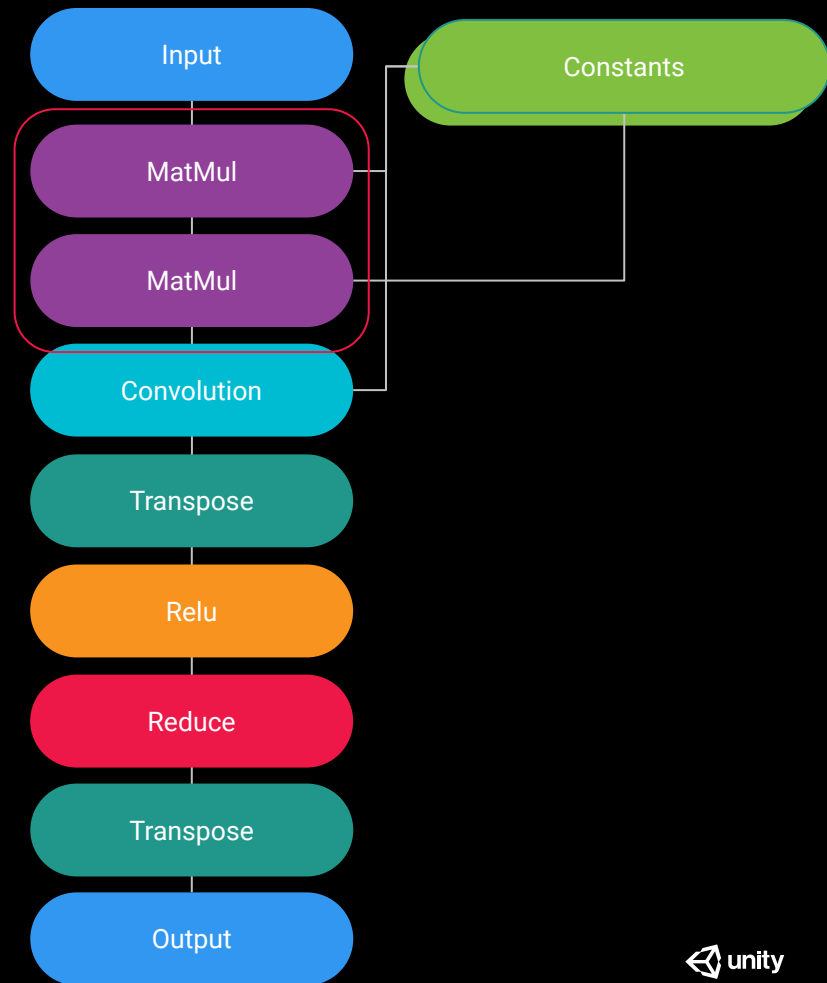 Input
Constants
MatMul
MatMul
Convolution
Transpose
Relu
Reduce
Transpose
Output
unity